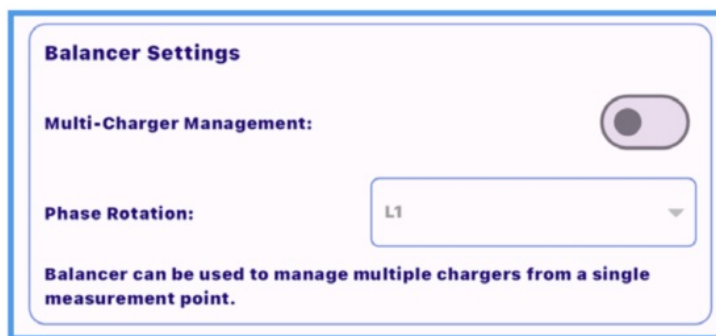 Balancer Settings
Multi-Charger Management:
Phase Rotation:
L1
Balancer can be used to manage multiple chargers from a single
measurement point.